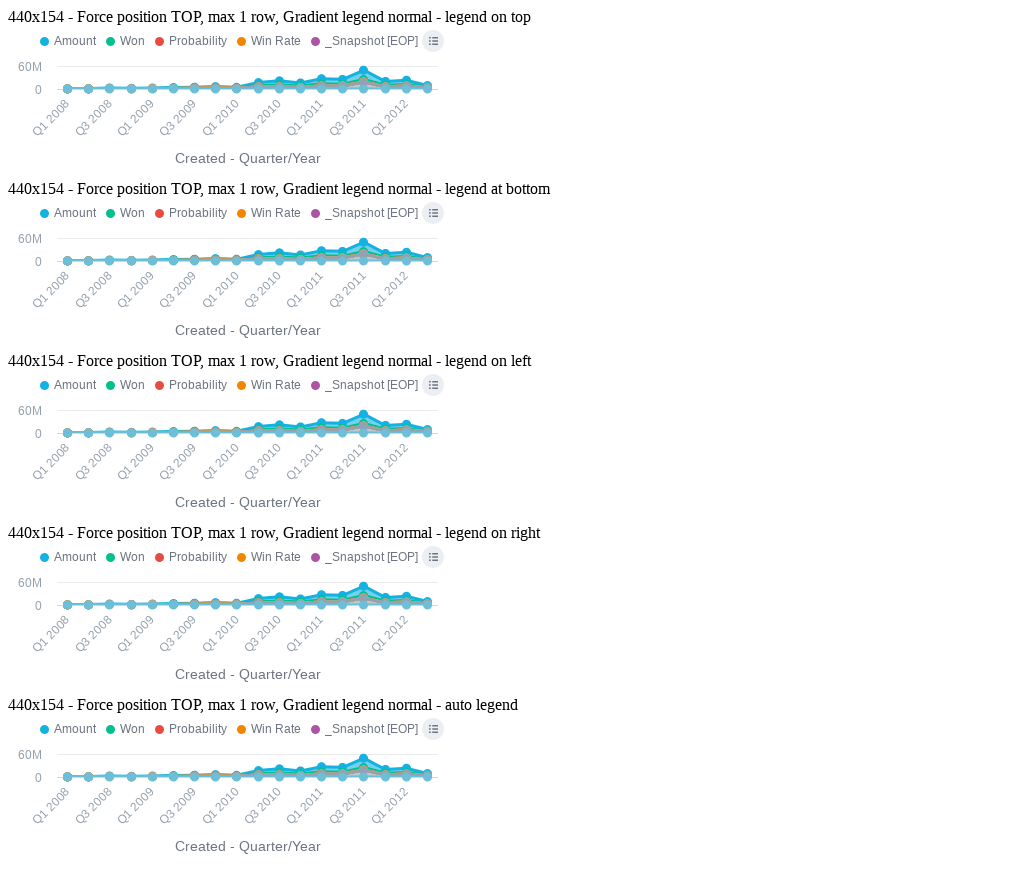 440x154 - Force position TOP, max 1 row, Gradient legend normal - legend on top
Amount Won Probability Win Rate _Snapshot [EOP]
60M
0
Q1 2008 Q3 2008 Q1 2009 Q3 2009 Q1 2010 Q3 2010 Q1 2011 Q3 2011 Q1 2012
Created - Quarter/Year
440x154 - Force position TOP, max 1 row, Gradient legend normal - legend at bottom
Amount Won Probability Win Rate _Snapshot [EOP]
60M
0
Q1 2008 Q3 2008 Q1 2009 Q3 2009 Q1 2010 Q3 2010 Q1 2011 Q3 2011 Q1 2012
Created - Quarter/Year
440x154 - Force position TOP, max 1 row, Gradient legend normal - legend on left
Amount Won Probability Win Rate _Snapshot [EOP]
60M
0
Q1 2008 Q3 2008 Q1 2009 Q3 2009 Q1 2010 Q3 2010 Q1 2011 Q3 2011 Q1 2012
Created - Quarter/Year
440x154 - Force position TOP, max 1 row, Gradient legend normal - legend on right
Amount Won Probability Win Rate _Snapshot [EOP]
60M
0
Q1 2008 Q3 2008 Q1 2009 Q3 2009 Q1 2010 Q3 2010 Q1 2011 Q3 2011 Q1 2012
Created - Quarter/Year
440x154 - Force position TOP, max 1 row, Gradient legend normal - auto legend
Amount Won Probability Win Rate _Snapshot [EOP]
60M
0
Q1 2008 Q3 2008 Q1 2009 Q3 2009 Q1 2010 Q3 2010 Q1 2011 Q3 2011 Q1 2012
Created - Quarter/Year